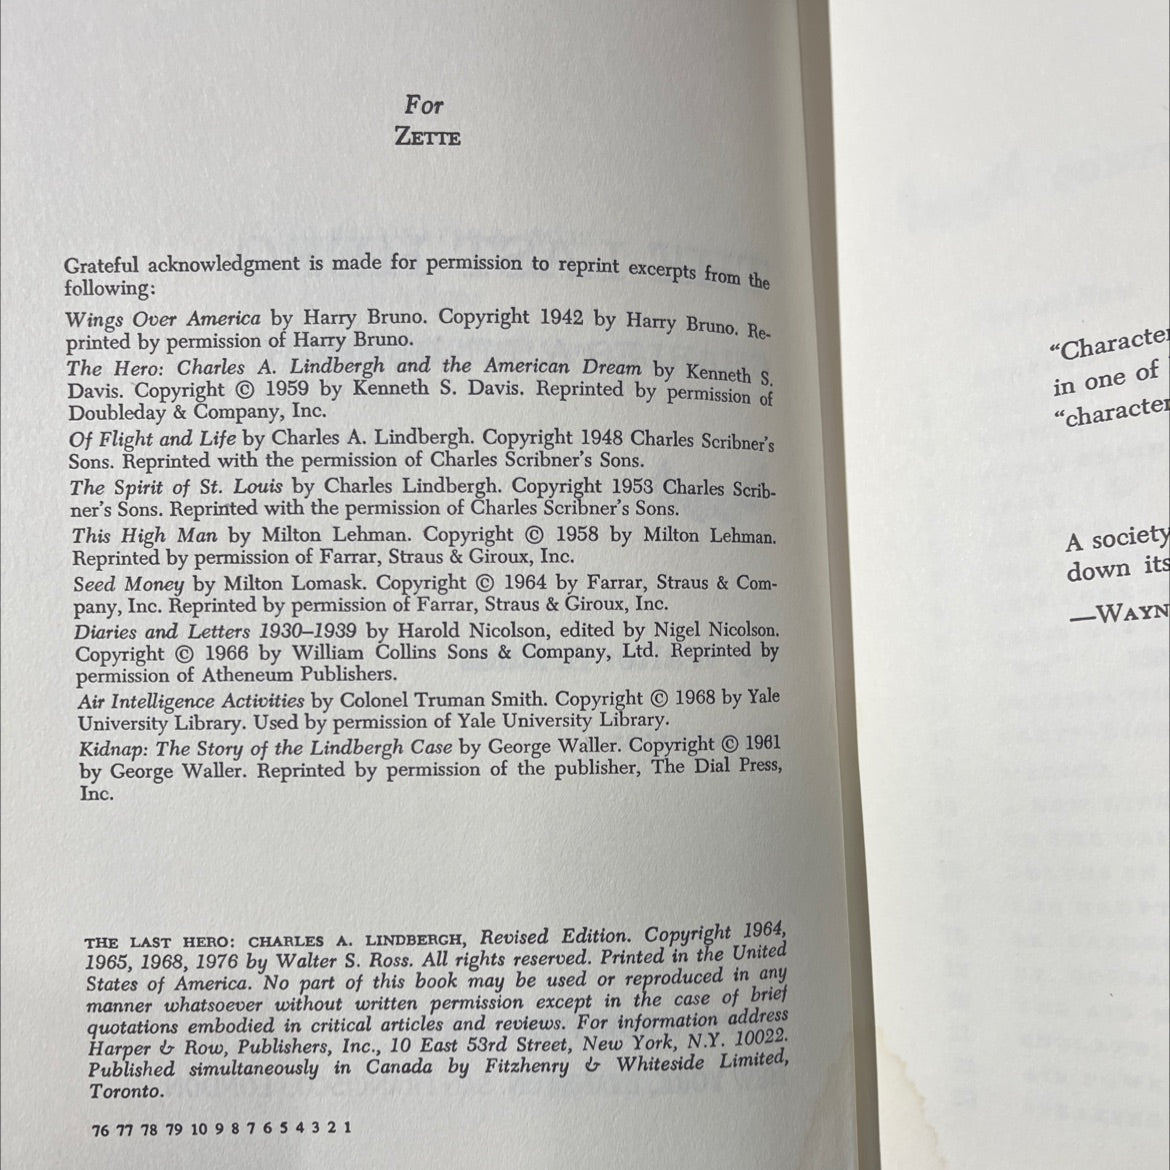 For
ZETTE
Grateful acknowledgment is made for permission to reprint excerpts from the
following:
Wings Over America by Harry Bruno. Copyright 1942 by Harry Bruno. Re-
printed by permission of Harry Bruno.
The Hero: Charles A. Lindbergh and the American Dream by Kenneth S.
Davis. Copyright © 1959 by Kenneth S. Davis. Reprinted by permission of
Doubleday & Company, Inc.
Of Flight and Life by Charles A. Lindbergh. Copyright 1948 Charles Scribner's
Sons. Reprinted with the permission of Charles Scribner's Sons.
The Spirit of St. Louis by Charles Lindbergh. Copyright 1953 Charles Scrib-
ner's Sons. Reprinted with the permission of Charles Scribner's Sons.
This High Man by Milton Lehman. Copyright © 1958 by Milton Lehman.
Reprinted by permission of Farrar, Straus & Giroux, Inc.
Seed Money by Milton Lomask. Copyright © 1964 by Farrar, Straus & Com-
pany, Inc. Reprinted by permission of Farrar, Straus & Giroux, Inc.
Diaries and Letters 1930–1939 by Harold Nicolson, edited by Nigel Nicolson.
Copyright © 1966 by William Collins Sons & Company, Ltd. Reprinted by
permission of Atheneum Publishers.
Air Intelligence Activities by Colonel Truman Smith. Copyright © 1968 by Yale
University Library. Used by permission of Yale University Library.
Kidnap: The Story of the Lindbergh Case by George Waller. Copyright © 1961
by George Waller. Reprinted by permission of the publisher, The Dial Press,
Inc.
THE LAST HERO: CHARLES A. LINDBERGH, Revised Edition. Copyright 1964,
1965, 1968, 1976 by Walter S. Ross. All rights reserved. Printed in the United
States of America. No part of this book may be used or reproduced in any
manner whatsoever without written permission except in the case of brief
quotations embodied in critical articles and reviews. For information address
Harper & Row, Publishers, Inc., 10 East 53rd Street, New York, N.Y. 10022.
Published simultaneously in Canada by Fitzhenry & Whiteside Limited,
Toronto.
76 77 78 79 10 9 8 7 6 5 4 3 2 1
“Character
in one of
“character
A society
down its
—WAYN